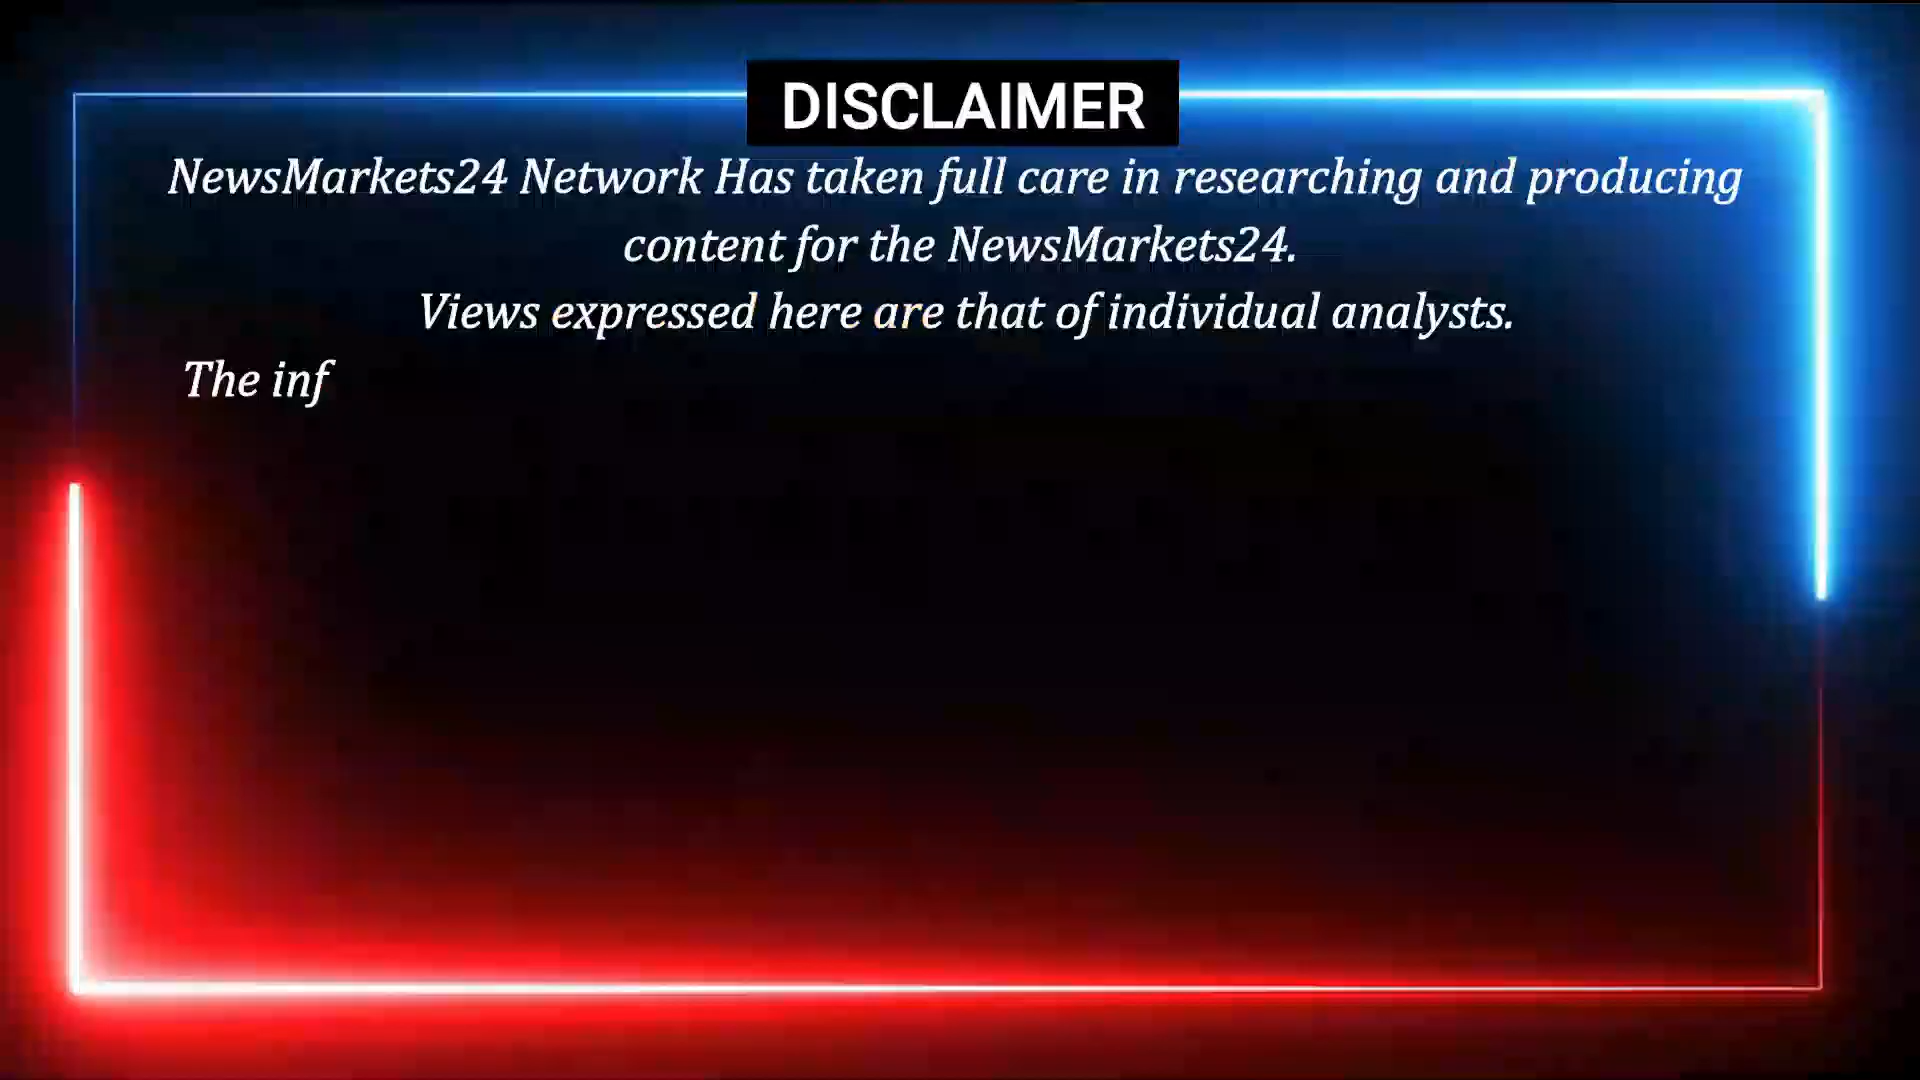 DISCLAIMER
NewsMarkets24 Network Has taken full care in researching and producing
content for the NewsMarkets24.
Views expressed here are that of individual analysts.
The inf